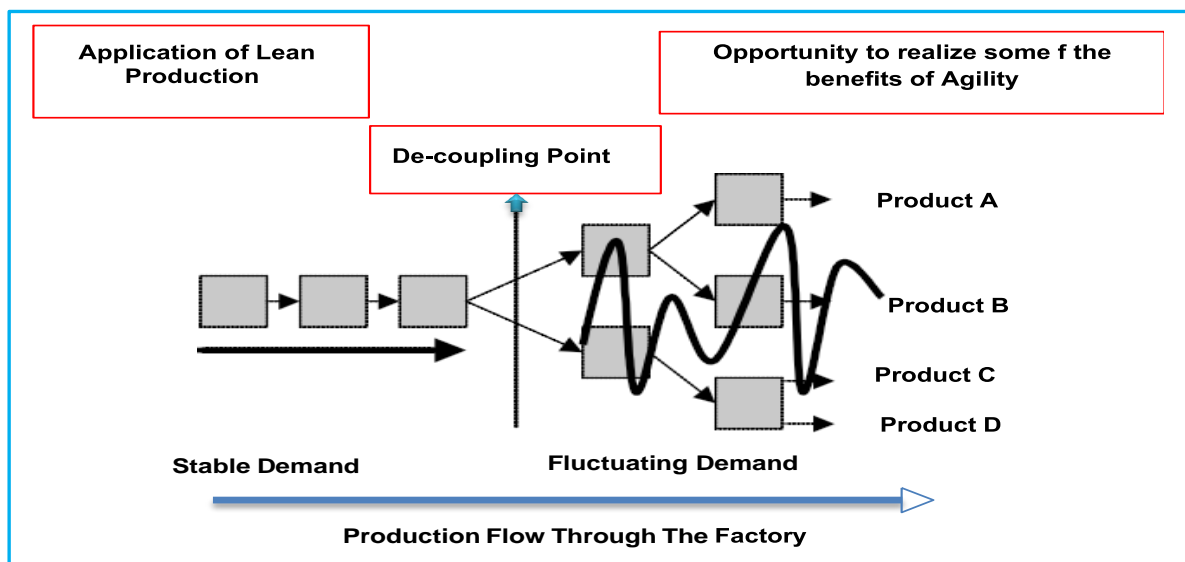 Application of Lean
Production
Opportunity to realize some f the
benefits of Agility
De-coupling Point
Product A
Product B
Product C
Product D
Stable Demand
Fluctuating Demand
Production Flow Through The Factory